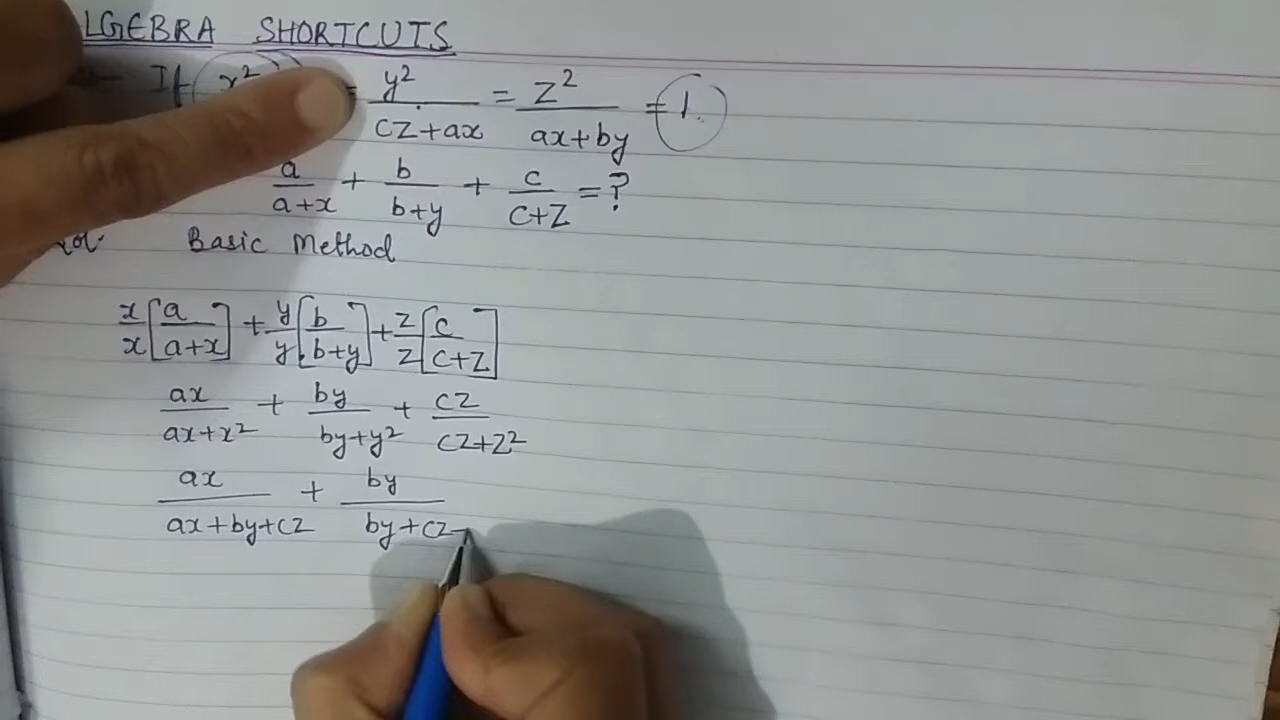 LGEBRA SHORTCUTS
If x² = y²/(cz+ax) = z²/(ax+by) = 1.
a/(a+x) + b/(b+y) + c/(c+z) = ?
Basic Method
x/x [a/(a+x)] + y/y [b/(b+y)] + z/z [c/(c+z)]
ax/(ax+x²) + by/(by+y²) + cz/(cz+z²)
ax/(ax+by+cz) + by/(by+cz